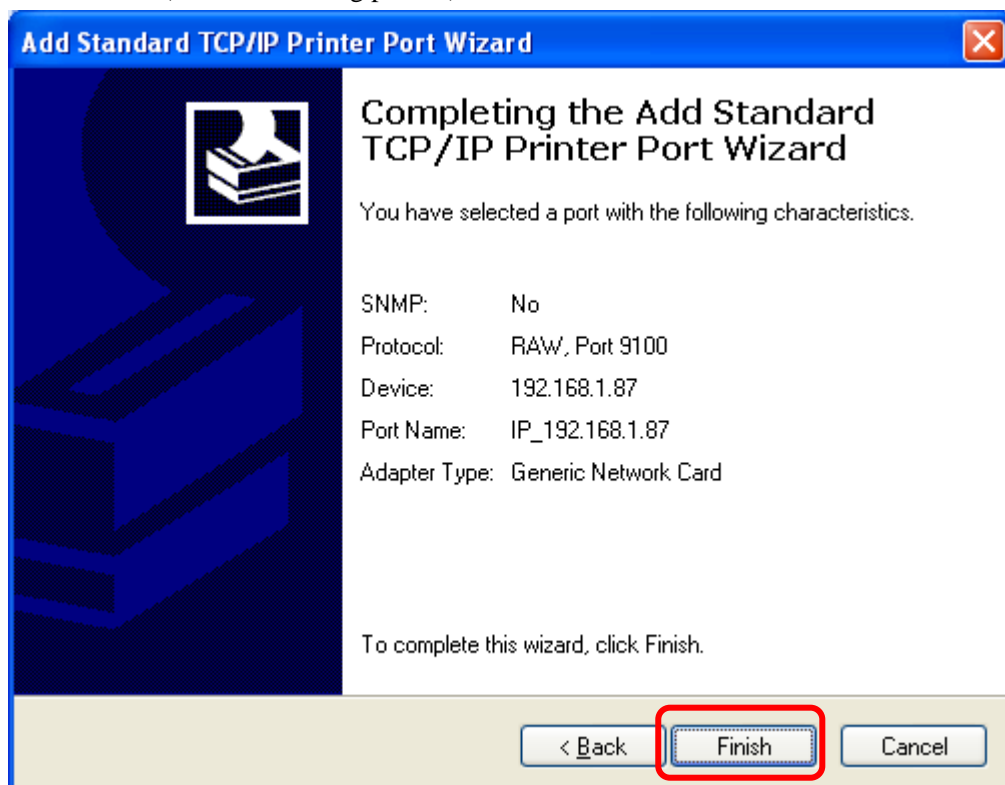 Add Standard TCP/IP Printer Port Wizard
Completing the Add Standard
TCP/IP Printer Port Wizard
You have selected a port with the following characteristics.
SNMP: No
Protocol: RAW, Port 9100
Device: 192.168.1.87
Port Name: IP_192.168.1.87
Adapter Type: Generic Network Card
To complete this wizard, click Finish.
< Back Finish Cancel